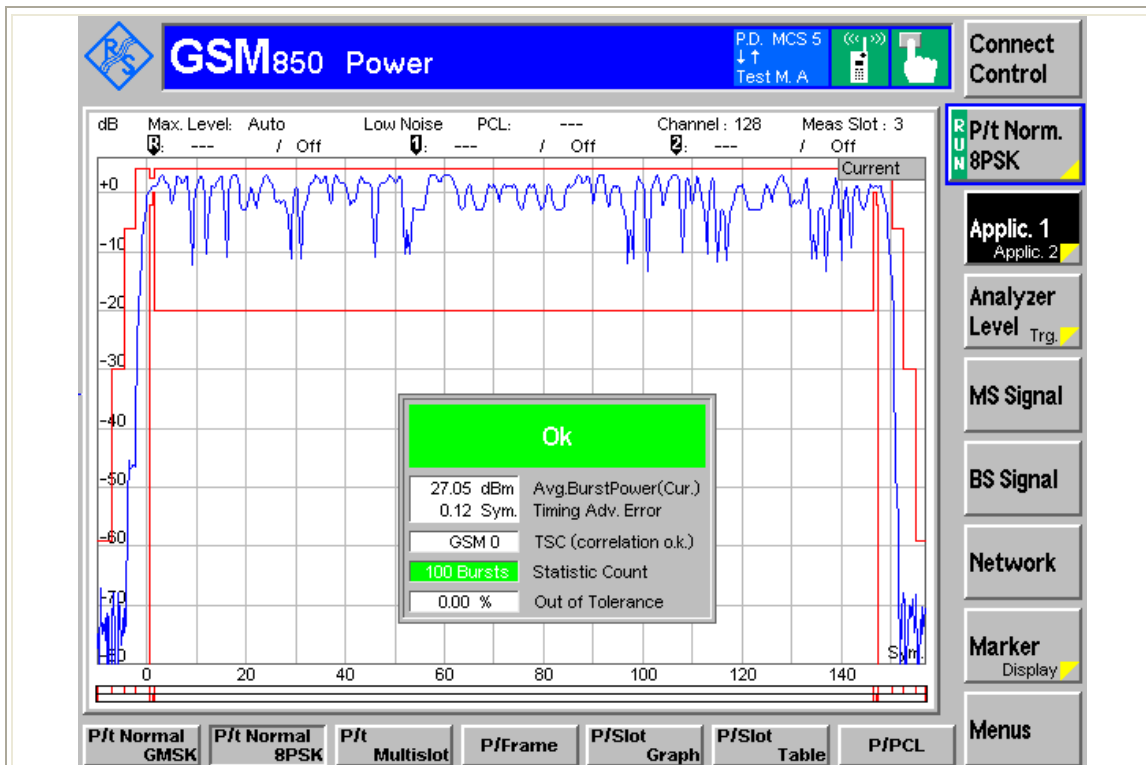 R&S
GSM850 Power
P.D. MCS 5
↓↑
Test M. A
Connect Control
dB Max. Level: Auto Low Noise PCL: --- Channel : 128 Meas Slot : 3
R: --- / Off 1: --- / Off 2: --- / Off
Current
RUN
P/t Norm.
8PSK
Applic. 1
Applic. 2
Analyzer
Level Trg.
MS Signal
BS Signal
Network
Marker
Display
Menus
+0
-10
-20
-30
-40
-50
-60
-70
-80
Ok
27.05 dBm Avg.BurstPower(Cur.)
0.12 Sym. Timing Adv. Error
GSM 0 TSC (correlation o.k.)
100 Bursts Statistic Count
0.00 % Out of Tolerance
Sym.
0 20 40 60 80 100 120 140
P/t Normal
GMSK
P/t Normal
8PSK
P/t
Multislot
P/Frame
P/Slot
Graph
P/Slot
Table
P/PCL